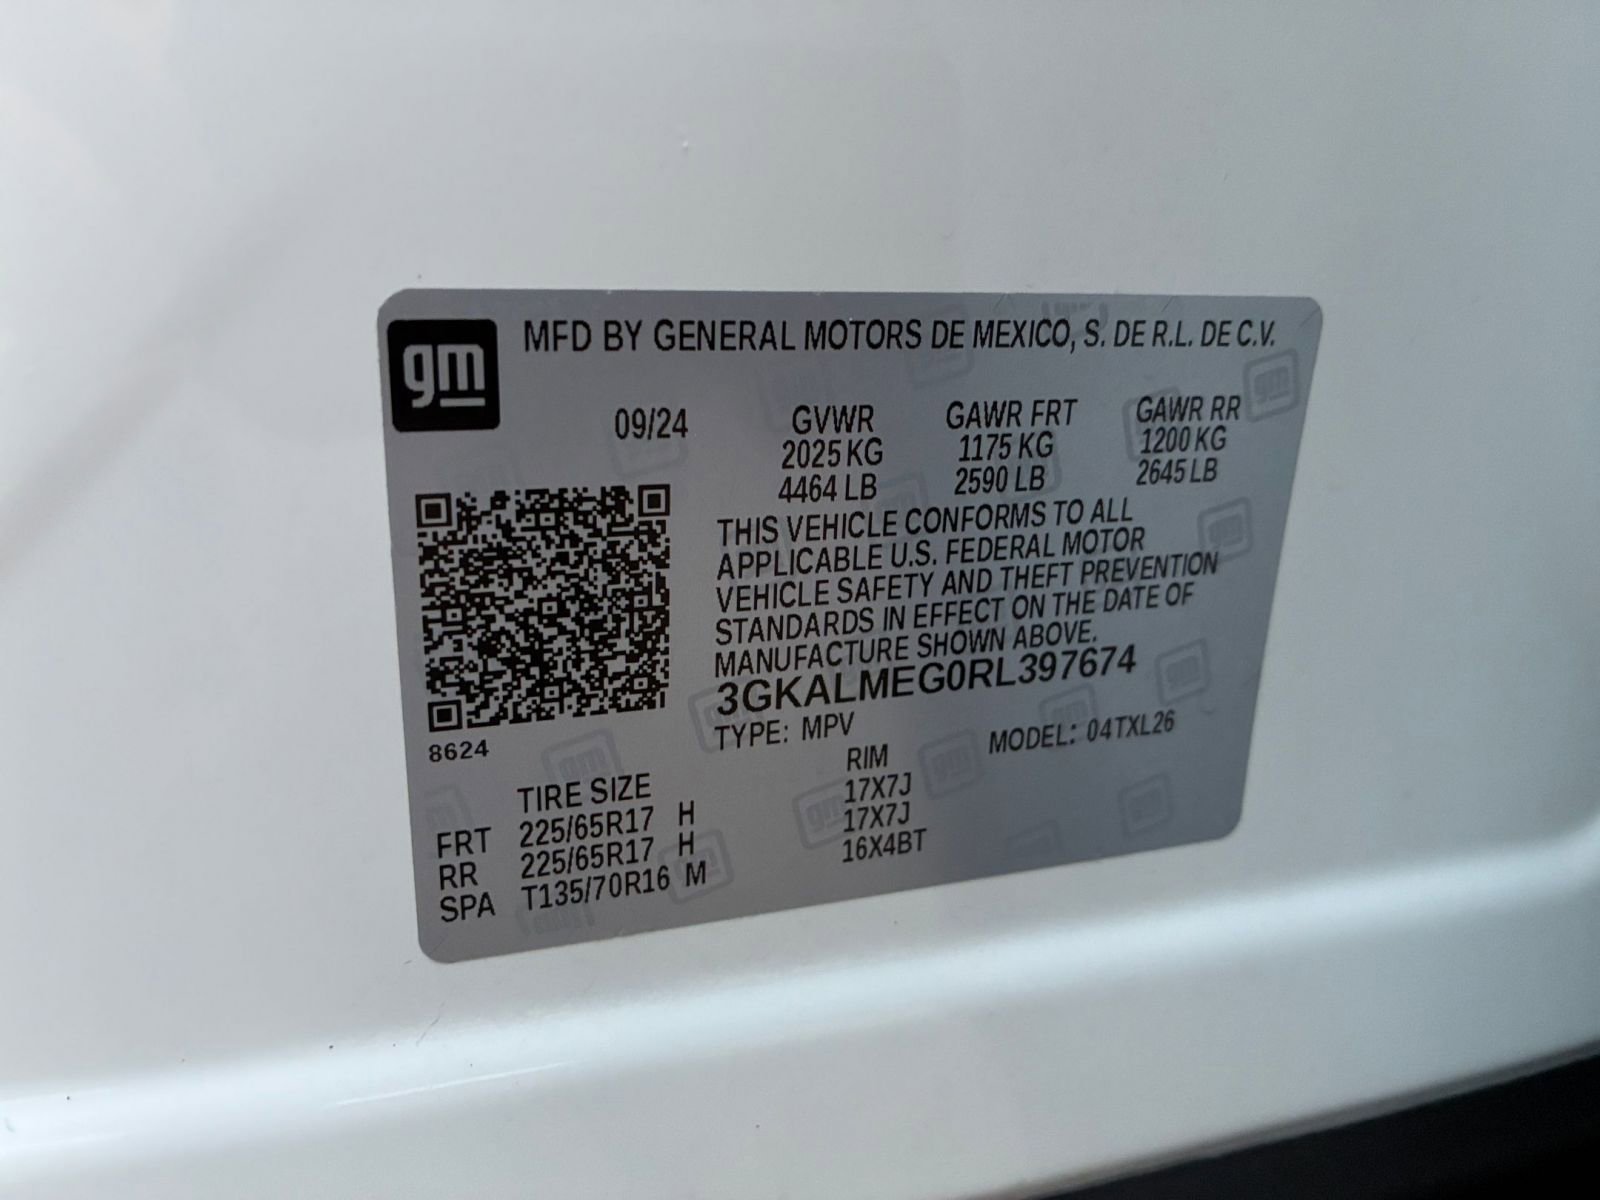 gm
MFD BY GENERAL MOTORS DE MEXICO, S. DE R.L. DE C.V.
09/24 GVWR GAWR FRT GAWR RR
2025 KG 1175 KG 1200 KG
4464 LB 2590 LB 2645 LB
THIS VEHICLE CONFORMS TO ALL
APPLICABLE U.S. FEDERAL MOTOR
VEHICLE SAFETY AND THEFT PREVENTION
STANDARDS IN EFFECT ON THE DATE OF
MANUFACTURE SHOWN ABOVE.
3GKALMEG0RL397674
TYPE: MPV MODEL: 04TXL26
8624
TIRE SIZE RIM
FRT 225/65R17 H 17X7J
RR 225/65R17 H 17X7J
SPA T135/70R16 M 16X4BT